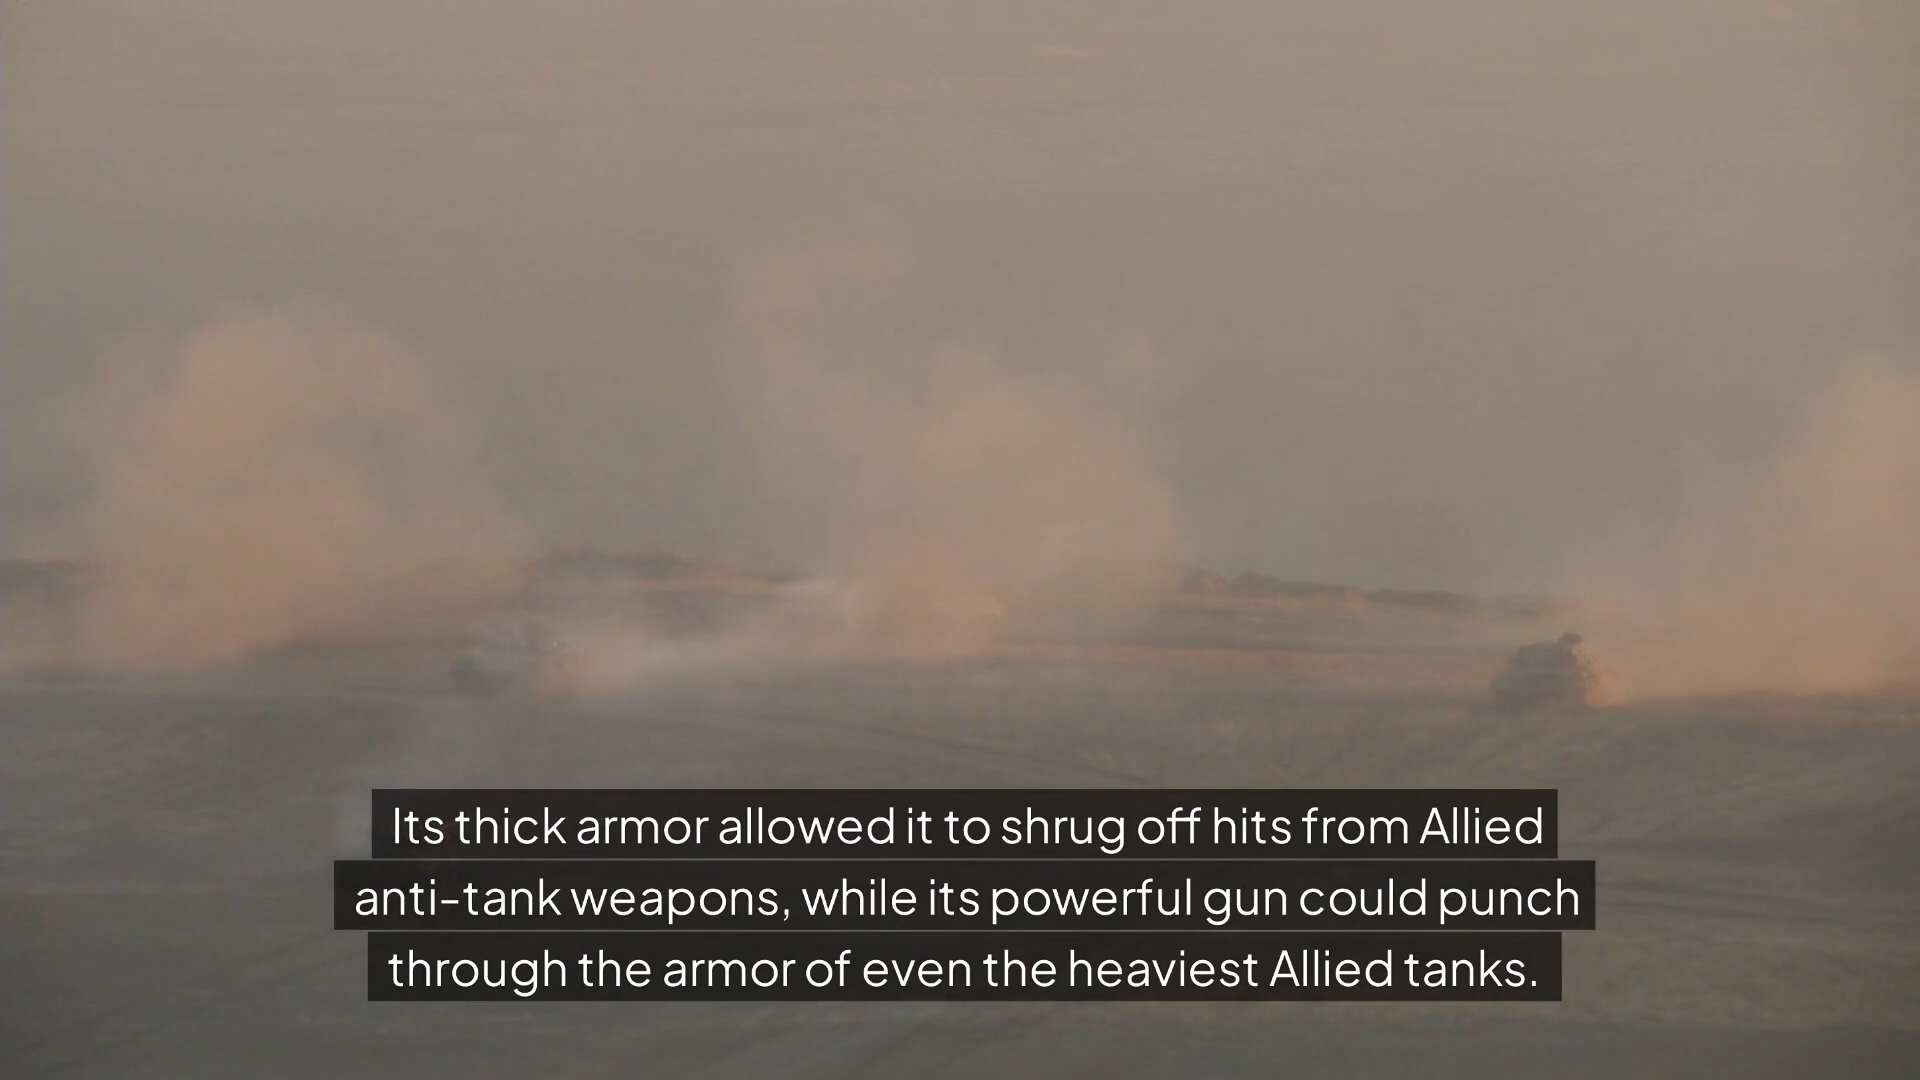 Its thick armor allowed it to shrug off hits from Allied
anti-tank weapons, while its powerful gun could punch
through the armor of even the heaviest Allied tanks.